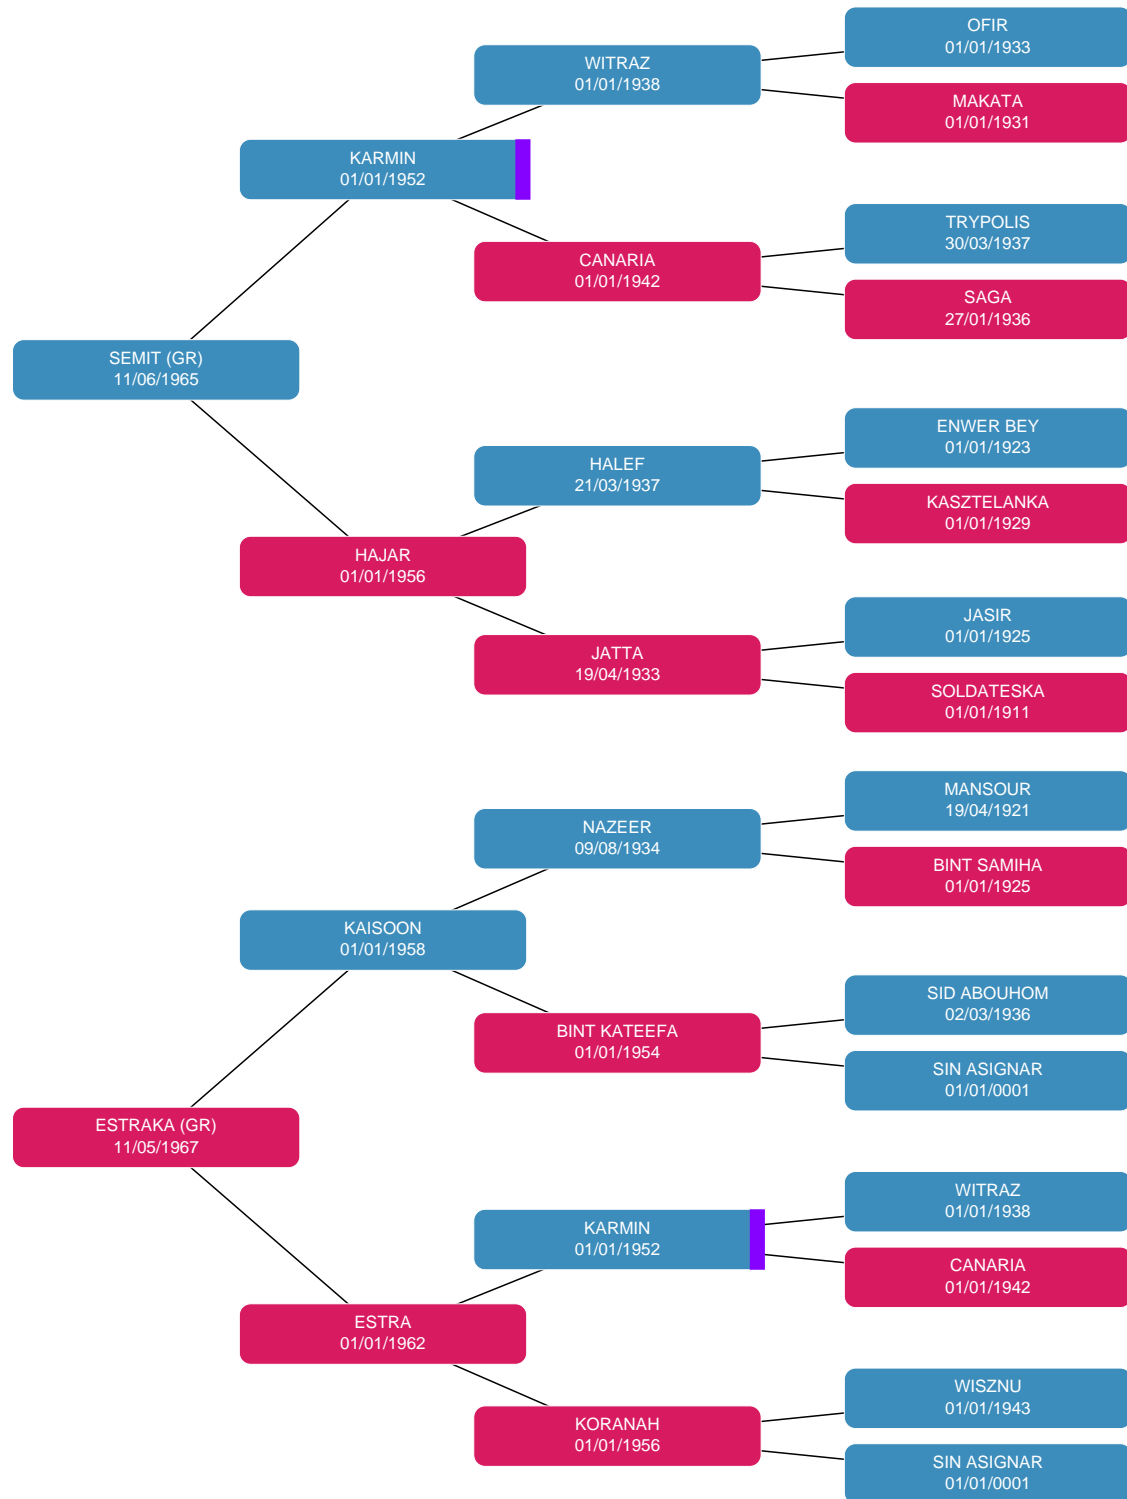 OFIR
01/01/1933
WITRAZ
01/01/1938
MAKATA
01/01/1931
KARMIN
01/01/1952
TRYPOLIS
30/03/1937
CANARIA
01/01/1942
SAGA
27/01/1936
SEMIT (GR)
11/06/1965
ENWER BEY
01/01/1923
HALEF
21/03/1937
KASZTELANKA
01/01/1929
HAJAR
01/01/1956
JASIR
01/01/1925
JATTA
19/04/1933
SOLDATESKA
01/01/1911
MANSOUR
19/04/1921
NAZEER
09/08/1934
BINT SAMIHA
01/01/1925
KAISOON
01/01/1958
SID ABOUHOM
02/03/1936
BINT KATEEFA
01/01/1954
SIN ASIGNAR
01/01/0001
ESTRAKA (GR)
11/05/1967
WITRAZ
01/01/1938
KARMIN
01/01/1952
CANARIA
01/01/1942
ESTRA
01/01/1962
WISZNU
01/01/1943
KORANAH
01/01/1956
SIN ASIGNAR
01/01/0001